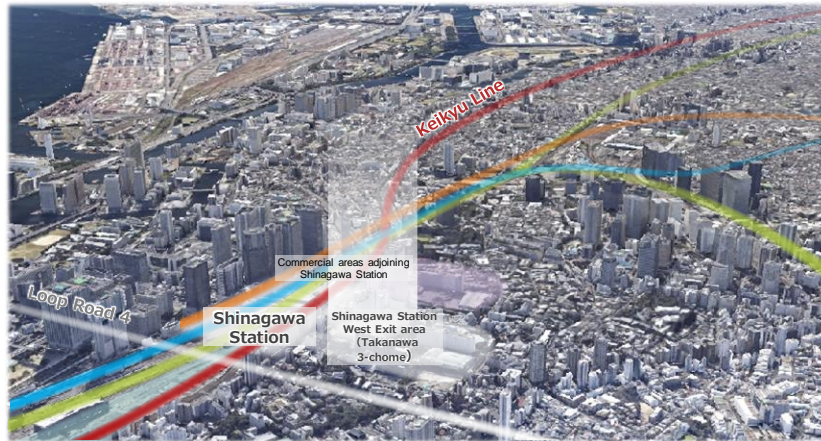 Keikyu Line
Commercial areas adjoining
Shinagawa Station
Loop Road 4
Shinagawa
Station
Shinagawa Station
West Exit area
(Takanawa
3-chome)